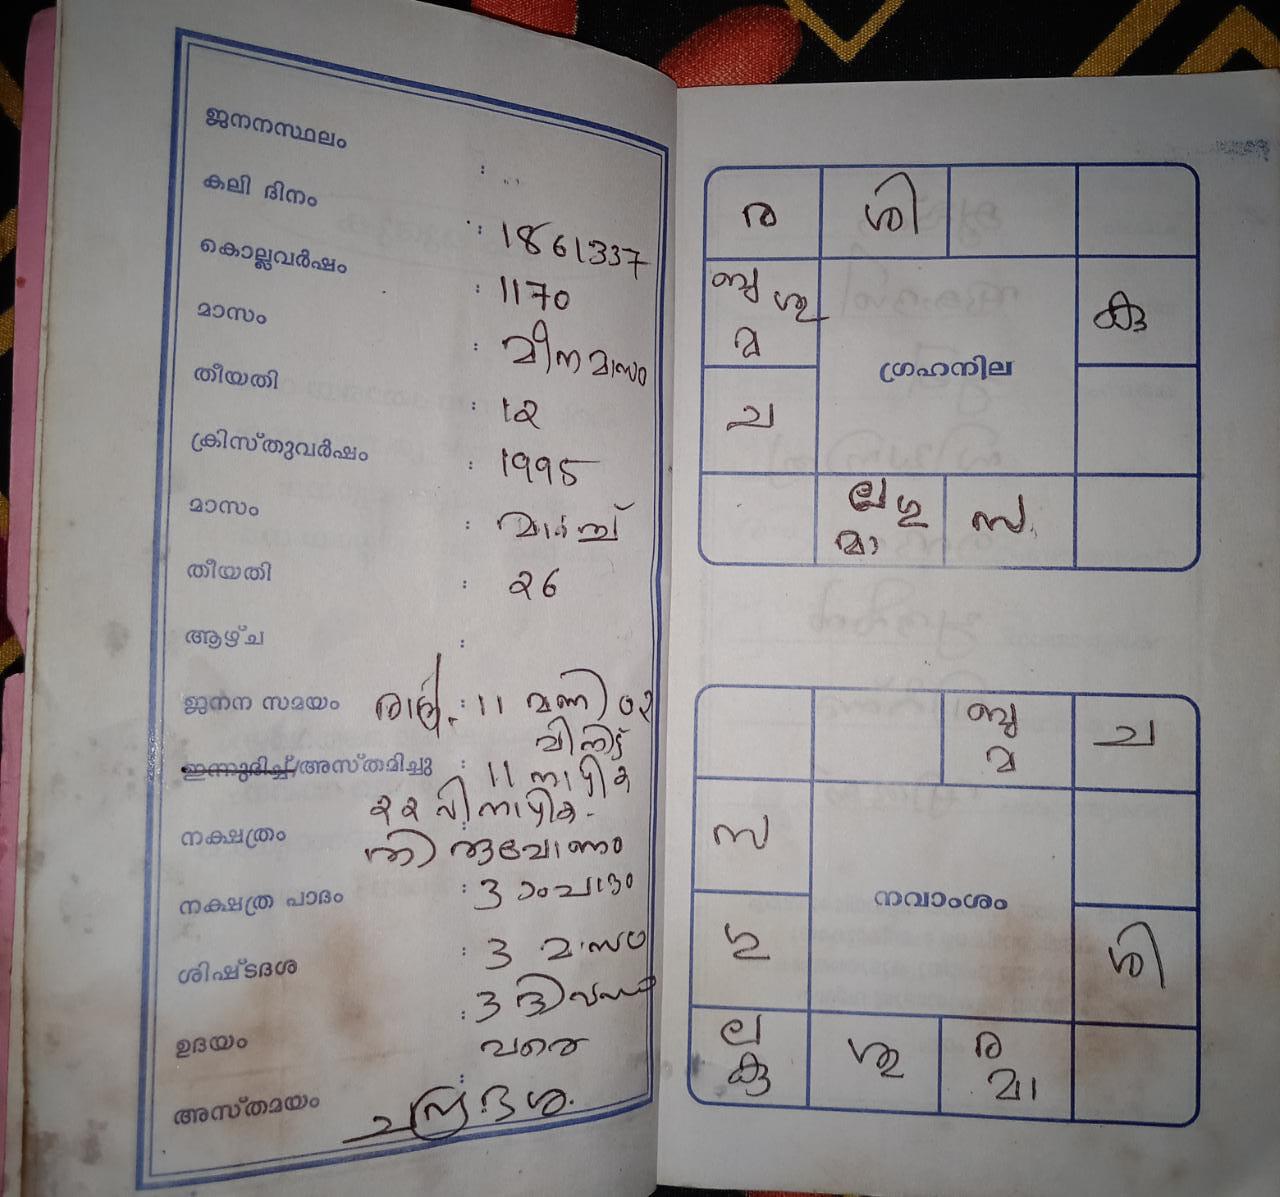 ജനനസ്ഥലം :
കലി ദിനം : 1861337
കൊല്ലവർഷം : 1170
മാസം : മീനമാസം
തീയതി : 12
ക്രിസ്തുവർഷം : 1995
മാസം : മാർച്ച്
തീയതി : 26
ആഴ്ച :
ജനന സമയം രാത്രി : 11 മണി 02
മിനിട്ട്
ഇന്നുദിച്ച്/അസ്തമിച്ചു : 11 നാഴിക
22 വിനാഴിക.
നക്ഷത്രം തിരുവോണം
നക്ഷത്ര പാദം : 3 ാംപാദം
ശിഷ്ടദശ : 3 മാസം
: 3 ദിവസം
ഉദയം വരെ
അസ്തമയം : ചന്ദ്രദശ.
ര ശി
ബു ശു
മ
കു
ഗ്രഹനില
ച
ല ഗു
മാ
സ
ബു
മ
ച
സ
നവാംശം
ഗു
ശി
ല
കു
ശു
ര
മാ